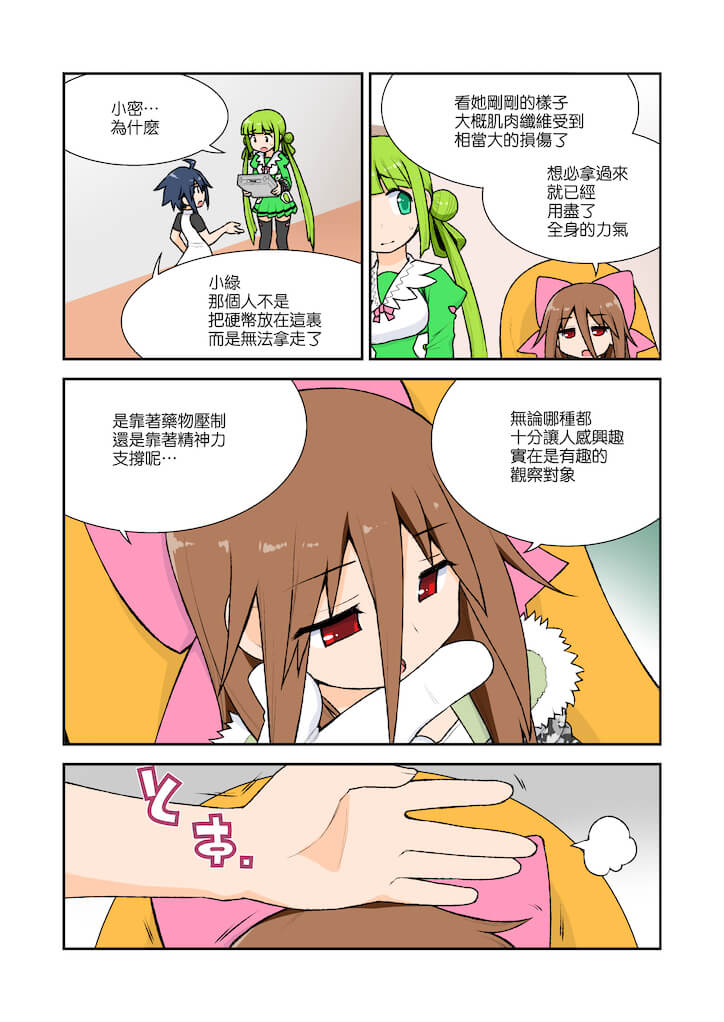 小密…
為什麽
小綠
那個人不是
把硬幣放在這裏
而是無法拿走了
看她剛剛的樣子
大概肌肉纖維受到
相當大的損傷了
想必拿過來
就已經
用盡了
全身的力氣
是靠著藥物壓制
還是靠著精神力
支撐呢…
無論哪種都
十分讓人感興趣
實在是有趣的
觀察對象